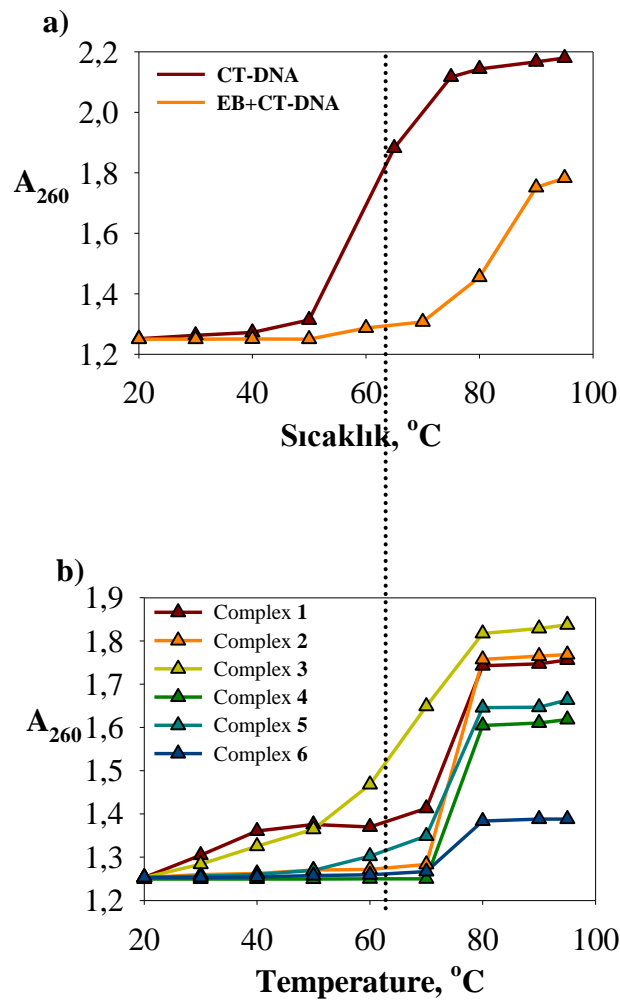 a)
2,2
CT-DNA
EB+CT-DNA
2,0
A260
1,8
1,6
1,4
1,2
20 40 60 80 100
Sıcaklık, oC
b)
1,9
Complex 1
1,8
Complex 2
Complex 3
1,7
Complex 4
A260
1,6
Complex 5
Complex 6
1,5
1,4
1,3
1,2
20 40 60 80 100
Temperature, oC